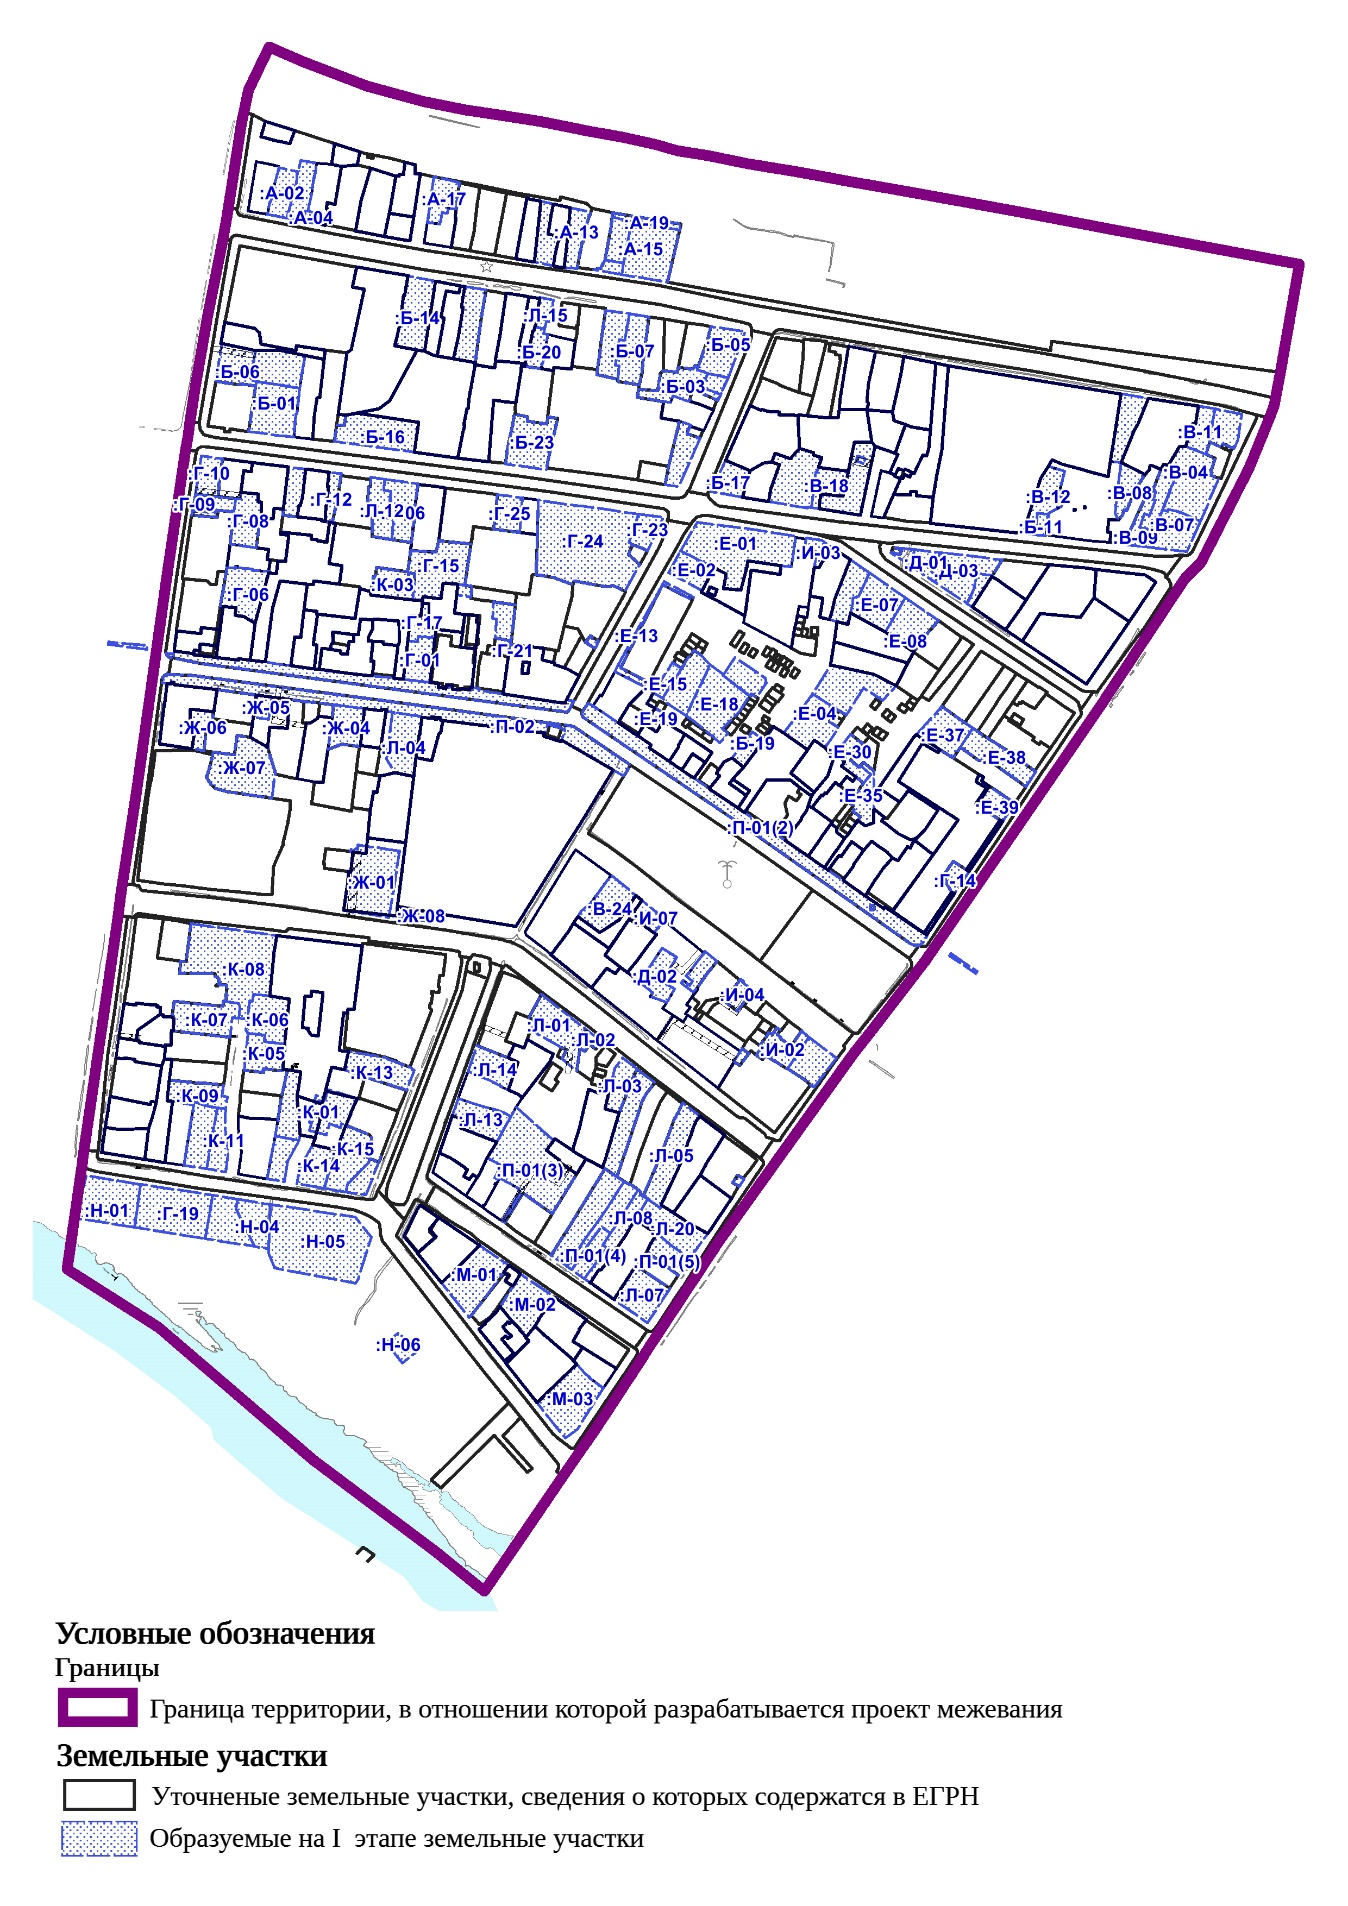 :А-02
:А-04
:А-17
:А-13
:А-19
:А-15
:Б-14
:Л-15
:Б-20
:Б-07
:Б-05
:Б-03
:Б-06
:Б-01
:Б-16
:Б-23
:Б-17
В-18
:В-11
:В-04
:В-12
:В-08
:Б-11
:В-07
:В-09
:Г-10
:Г-09
:Г-12
:Л-12
06
:Г-08
:Г-25
:Г-23
:Г-24
:Г-15
:К-03
:Г-06
:Г-17
:Г-01
:Г-21
:Е-01
:И-03
:Е-02
:Д-01
:Д-03
:Е-07
:Е-08
:Е-13
:Е-15
:Е-18
:Е-19
:Е-04
:Б-19
:Е-30
:Е-37
:Е-38
:Е-35
:Е-39
:Ж-05
:Ж-06
:Ж-04
:Л-04
:П-02
:Ж-07
:П-01(2)
:Г-14
:Ж-01
:Ж-08
:В-24
:И-07
:Д-02
:И-04
:И-02
:К-08
:К-07
:К-06
:К-05
:К-13
:К-09
:К-01
:К-11
:К-15
:К-14
:Л-01
:Л-02
:Л-14
:Л-03
:Л-13
:Л-05
:П-01(3)
:Л-08
:Л-20
:П-01(4)
:П-01(5)
:Л-07
:Н-01
:Г-19
:Н-04
:Н-05
:М-01
:М-02
:Н-06
:М-03
Условные обозначения
Границы
Граница территории, в отношении которой разрабатывается проект межевания
Земельные участки
Уточненые земельные участки, сведения о которых содержатся в ЕГРН
Образуемые на I этапе земельные участки